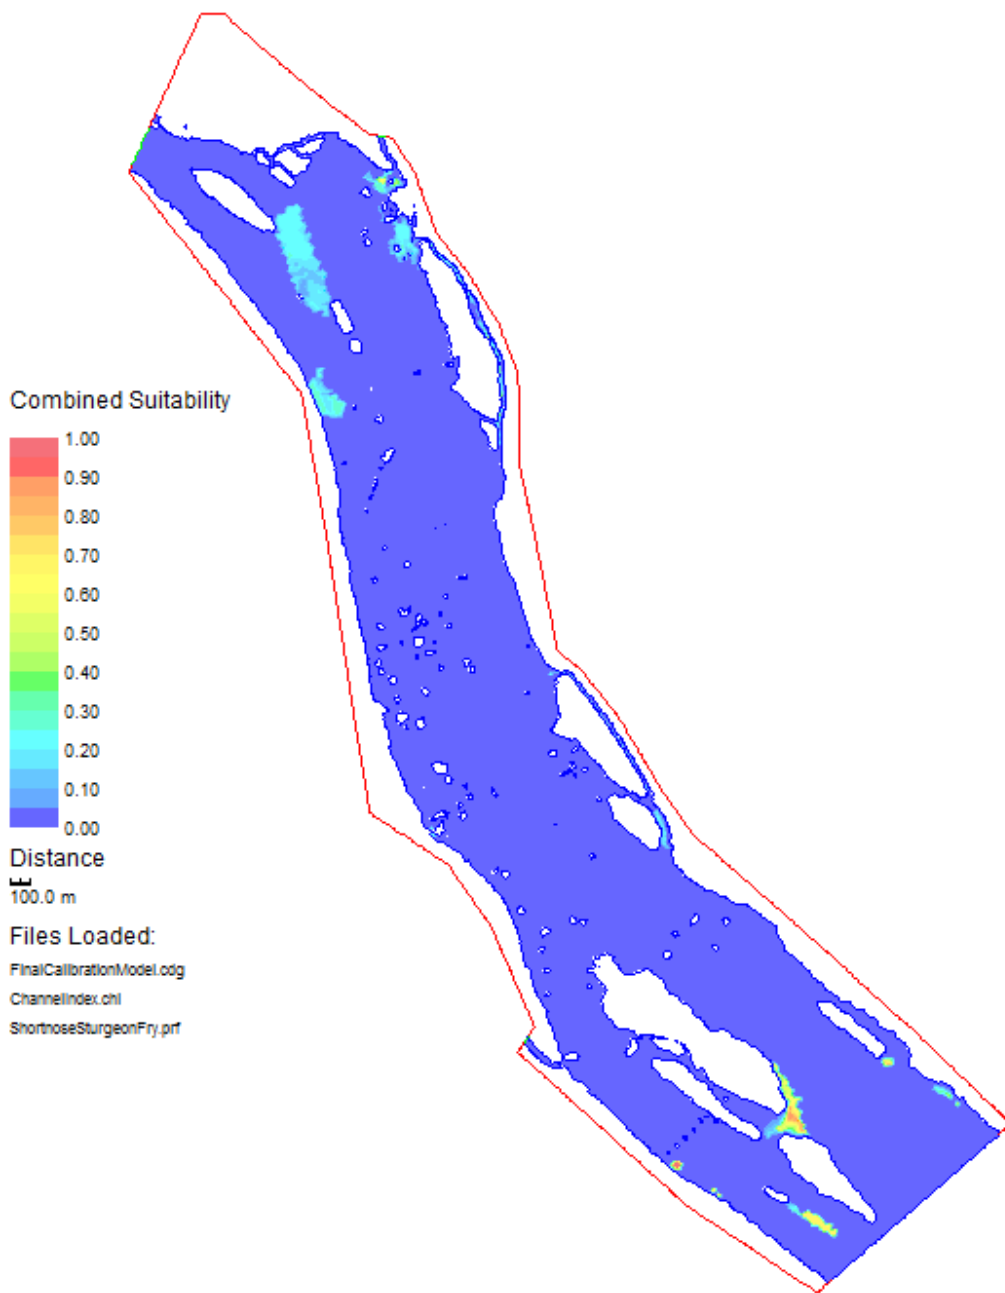 Combined Suitability
1.00
0.90
0.80
0.70
0.60
0.50
0.40
0.30
0.20
0.10
0.00
Distance
100.0 m
Files Loaded:
FinalCalibrationModel.cdg
ChannelIndex.chi
ShortnoseSturgeonFry.prf